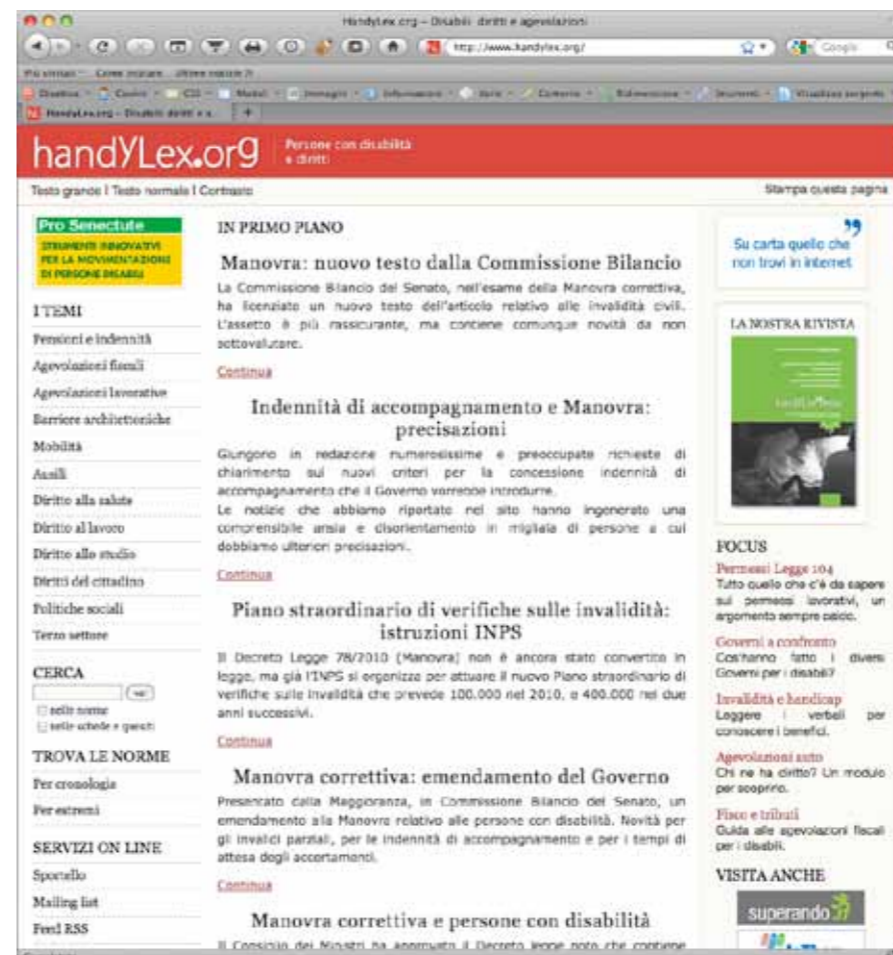 HandyLex.org – Disabili: diritti e agevolazioni
http://www.handylex.org/
Google
handyLex.org
Persone con disabilità
e diritti
Testo grande | Testo normale | Contrasto
Stampa questa pagina
Pro Senectute
STRUMENTI INNOVATIVI
PER LA MOVIMENTAZIONE
DI PERSONE DISABILI
I TEMI
Pensioni e indennità
Agevolazioni fiscali
Agevolazioni lavorative
Barriere architettoniche
Mobilità
Ausili
Diritto alla salute
Diritto al lavoro
Diritto allo studio
Diritti del cittadino
Politiche sociali
Terzo settore
CERCA
nelle norme
nelle schede e quesiti
TROVA LE NORME
Per cronologia
Per estremi
SERVIZI ON LINE
Sportello
Mailing list
Feed RSS
IN PRIMO PIANO
Manovra: nuovo testo dalla Commissione Bilancio
La Commissione Bilancio del Senato, nell'esame della Manovra correttiva,
ha licenziato un nuovo testo dell'articolo relativo alle invalidità civili.
L'assetto è più rassicurante, ma contiene comunque novità da non
sottovalutare.
Continua
Indennità di accompagnamento e Manovra:
precisazioni
Giungono in redazione numerosissime e preoccupate richieste di
chiarimento sui nuovi criteri per la concessione indennità di
accompagnamento che il Governo vorrebbe introdurre.
Le notizie che abbiamo riportato nel sito hanno ingenerato una
comprensibile ansia e disorientamento in migliaia di persone a cui
dobbiamo ulteriori precisazioni.
Continua
Piano straordinario di verifiche sulle invalidità:
istruzioni INPS
Il Decreto Legge 78/2010 (Manovra) non è ancora stato convertito in
legge, ma già l'INPS si organizza per attuare il nuovo Piano straordinario di
verifiche sulle invalidità che prevede 100.000 nel 2010, e 400.000 nei due
anni successivi.
Continua
Manovra correttiva: emendamento del Governo
Presentato dalla Maggioranza, in Commissione Bilancio del Senato, un
emendamento alla Manovra relativo alle persone con disabilità. Novità per
gli invalidi parziali, per le indennità di accompagnamento e per i tempi di
attesa degli accertamenti.
Continua
Manovra correttiva e persone con disabilità
Il Consiglio dei Ministri ha approvato il Decreto legge noto che contiene
Su carta quello che
non trovi in internet
LA NOSTRA RIVISTA
FOCUS
Permessi Legge 104
Tutto quello che c'è da sapere
sui permessi lavorativi, un
argomento sempre caldo.
Governi a confronto
Cos'hanno fatto i diversi
Governi per i disabili?
Invalidità e handicap
Leggere i verbali per
conoscere i benefici.
Agevolazioni auto
Chi ne ha diritto? Un modulo
per scoprirlo.
Fisco e tributi
Guida alle agevolazioni fiscali
per i disabili.
VISITA ANCHE
superando